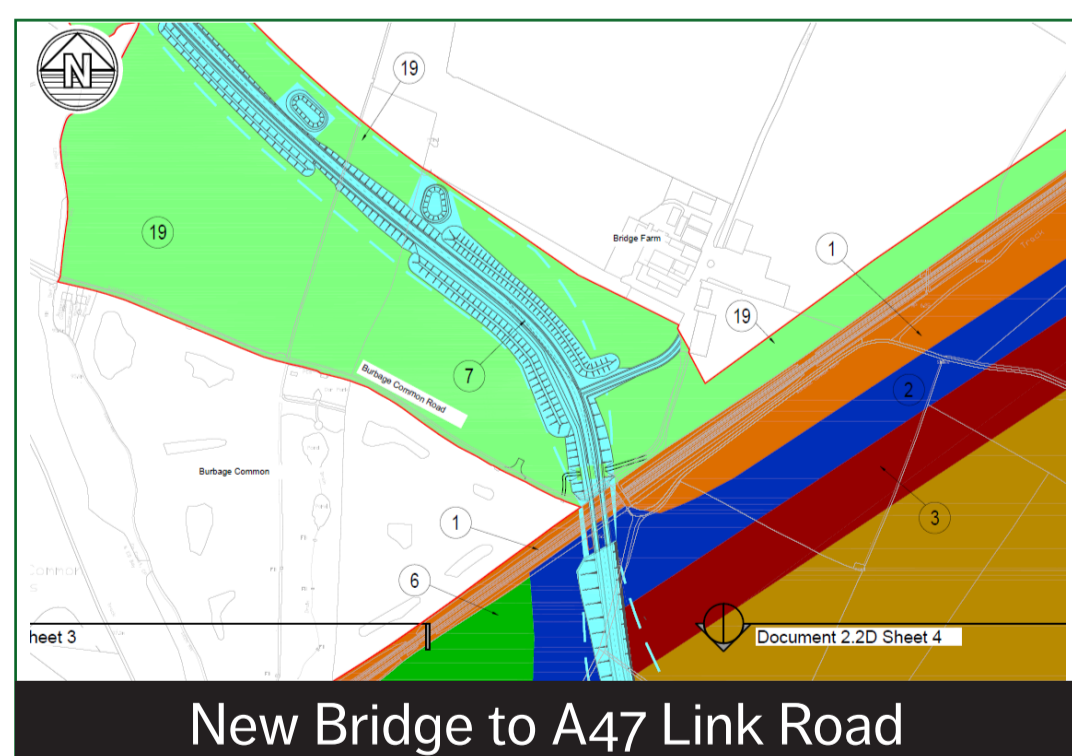 N
19
19
Bridge Farm
1
Track
19
7
2
Burbage Common Road
Burbage Common
3
1
6
heet 3
Document 2.2D Sheet 4
New Bridge to A47 Link Road